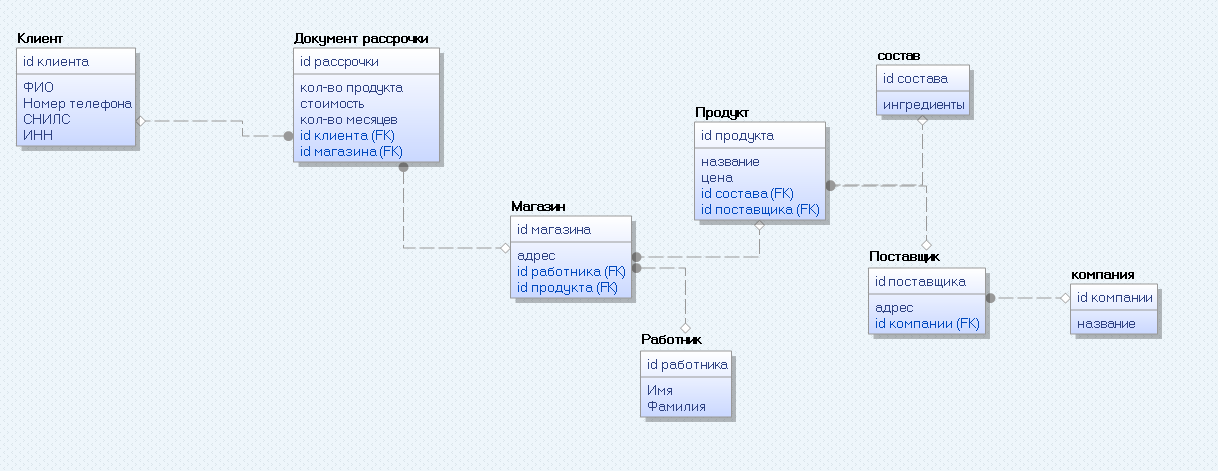 Клиент
id клиента
ФИО
Номер телефона
СНИЛС
ИНН
Документ рассрочки
id рассрочки
кол-во продукта
стоимость
кол-во месяцев
id клиента (FK)
id магазина (FK)
Магазин
id магазина
адрес
id работника (FK)
id продукта (FK)
Работник
id работника
Имя
Фамилия
Продукт
id продукта
название
цена
id состава (FK)
id поставщика (FK)
состав
id состава
ингредиенты
Поставщик
id поставщика
адрес
id компании (FK)
компания
id компании
название